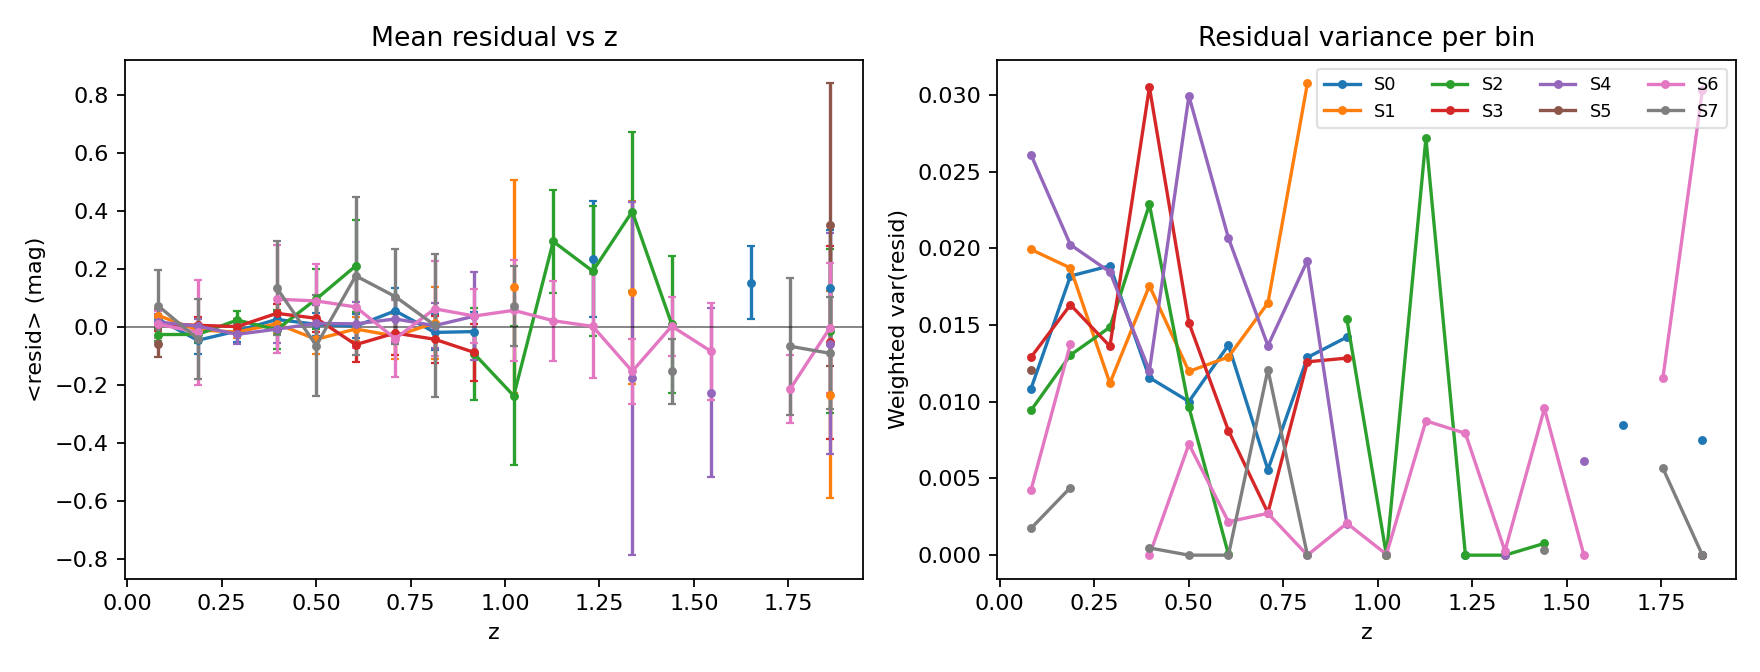 Mean residual vs z
<resid> (mag)
0.8
0.6
0.4
0.2
0.0
−0.2
−0.4
−0.6
−0.8
0.00 0.25 0.50 0.75 1.00 1.25 1.50 1.75
z
Residual variance per bin
Weighted var(resid)
0.030
0.025
0.020
0.015
0.010
0.005
0.000
S0 S2 S4 S6
S1 S3 S5 S7
0.00 0.25 0.50 0.75 1.00 1.25 1.50 1.75
z